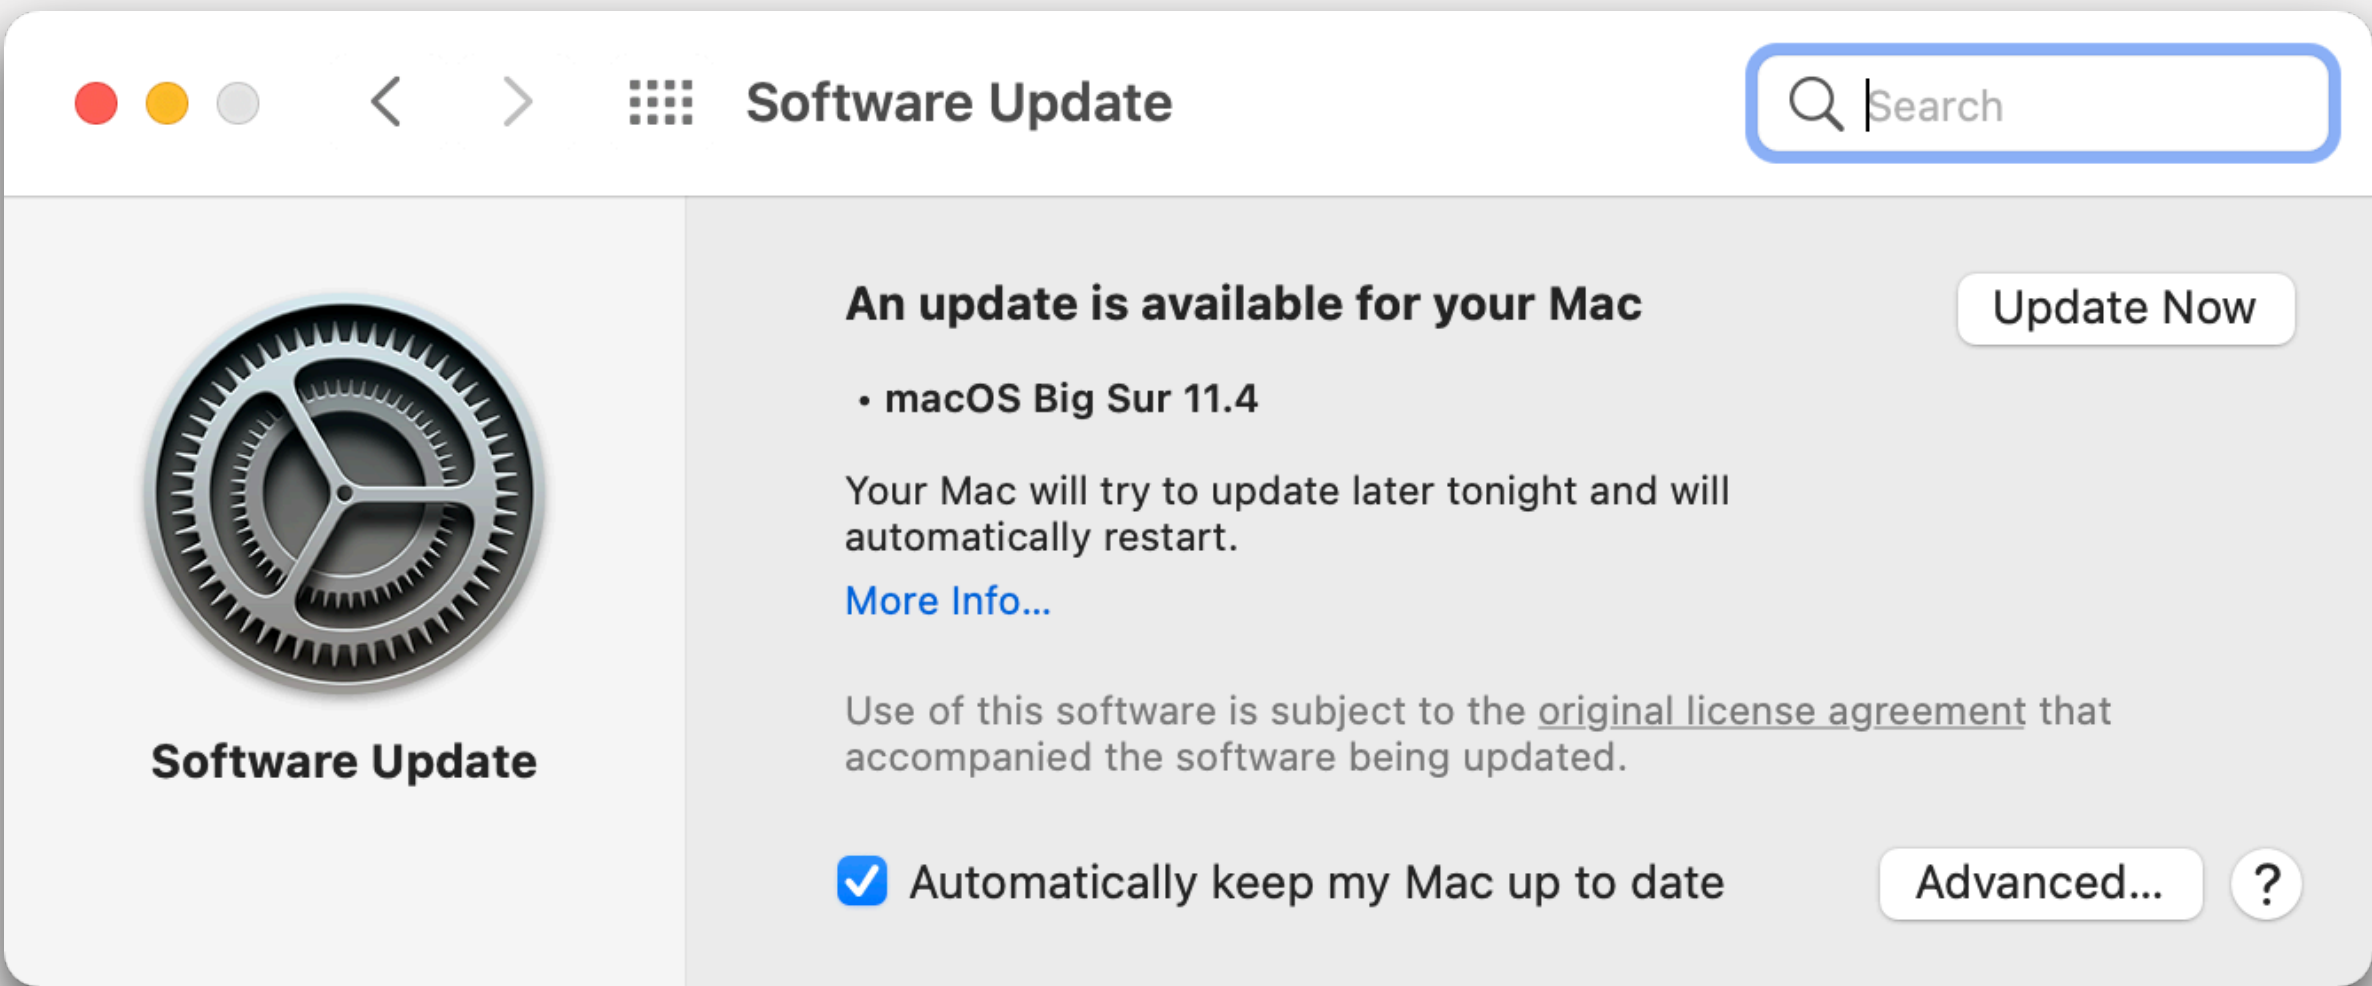 Software Update
Search
An update is available for your Mac
Update Now
• macOS Big Sur 11.4
Your Mac will try to update later tonight and will
automatically restart.
More Info...
Use of this software is subject to the original license agreement that
accompanied the software being updated.
Software Update
Automatically keep my Mac up to date
Advanced...
?